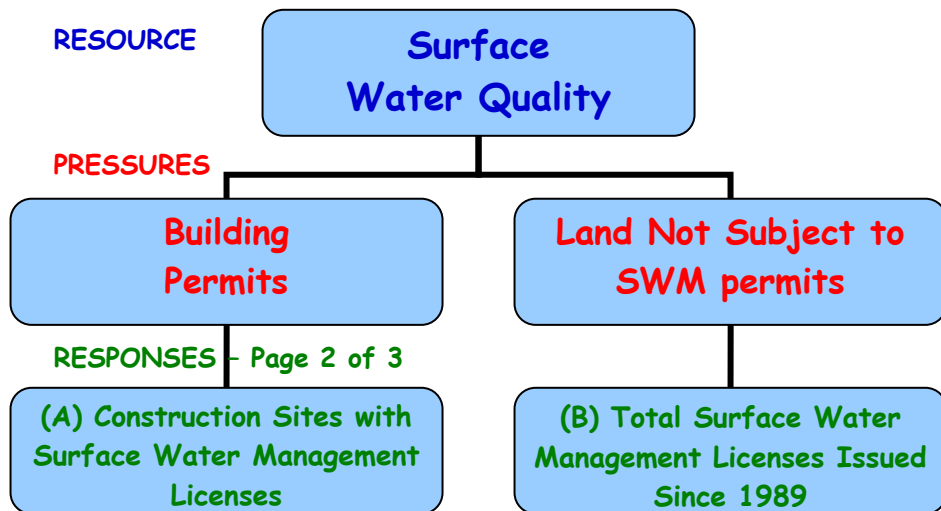 RESOURCE
Surface
Water Quality
PRESSURES
Building
Permits
Land Not Subject to
SWM permits
RESPONSES – Page 2 of 3
(A) Construction Sites with
Surface Water Management
Licenses
(B) Total Surface Water
Management Licenses Issued
Since 1989